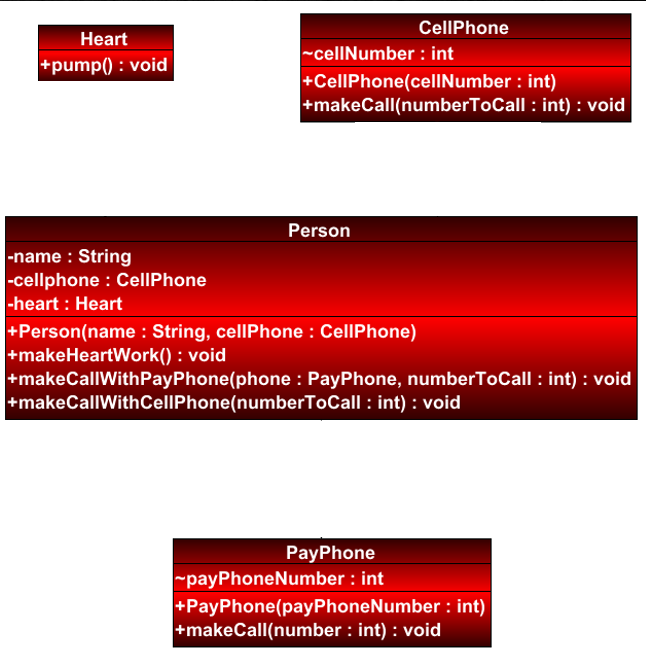 Heart
+pump() : void
CellPhone
~cellNumber : int
+CellPhone(cellNumber : int)
+makeCall(numberToCall : int) : void
Person
-name : String
-cellphone : CellPhone
-heart : Heart
+Person(name : String, cellPhone : CellPhone)
+makeHeartWork() : void
+makeCallWithPayPhone(phone : PayPhone, numberToCall : int) : void
+makeCallWithCellPhone(numberToCall : int) : void
PayPhone
~payPhoneNumber : int
+PayPhone(payPhoneNumber : int)
+makeCall(number : int) : void